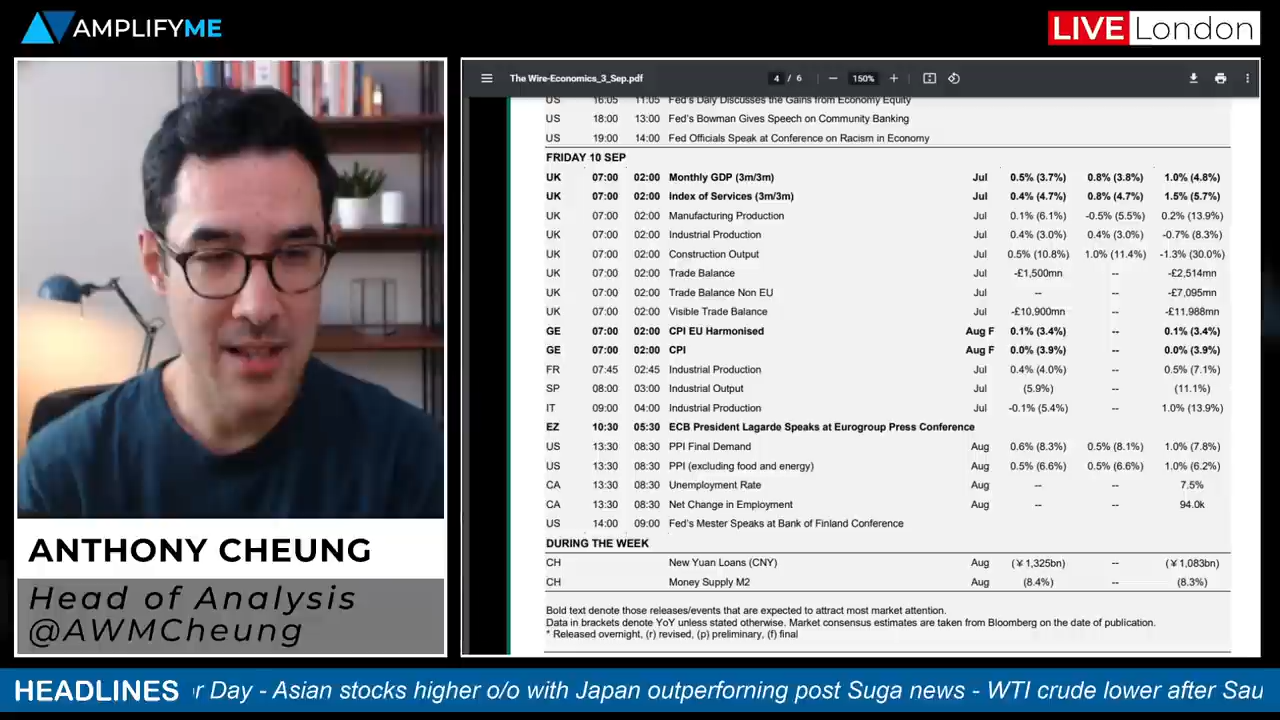 AMPLIFYME
LIVE London
The Wire-Economics_3_Sep.pdf 4 / 6 150%
US 16:05 11:05 Fed's Daly Discusses the Gains from Economy Equity
US 18:00 13:00 Fed's Bowman Gives Speech on Community Banking
US 19:00 14:00 Fed Officials Speak at Conference on Racism in Economy
FRIDAY 10 SEP
UK 07:00 02:00 Monthly GDP (3m/3m) Jul 0.5% (3.7%) 0.8% (3.8%) 1.0% (4.8%)
UK 07:00 02:00 Index of Services (3m/3m) Jul 0.4% (4.7%) 0.8% (4.7%) 1.5% (5.7%)
UK 07:00 02:00 Manufacturing Production Jul 0.1% (6.1%) -0.5% (5.5%) 0.2% (13.9%)
UK 07:00 02:00 Industrial Production Jul 0.4% (3.0%) 0.4% (3.0%) -0.7% (8.3%)
UK 07:00 02:00 Construction Output Jul 0.5% (10.8%) 1.0% (11.4%) -1.3% (30.0%)
UK 07:00 02:00 Trade Balance Jul -£1,500mn -- -£2,514mn
UK 07:00 02:00 Trade Balance Non EU Jul -- -- -£7,095mn
UK 07:00 02:00 Visible Trade Balance Jul -£10,900mn -- -£11,988mn
GE 07:00 02:00 CPI EU Harmonised Aug F 0.1% (3.4%) -- 0.1% (3.4%)
GE 07:00 02:00 CPI Aug F 0.0% (3.9%) -- 0.0% (3.9%)
FR 07:45 02:45 Industrial Production Jul 0.4% (4.0%) -- 0.5% (7.1%)
SP 08:00 03:00 Industrial Output Jul (5.9%) -- (11.1%)
IT 09:00 04:00 Industrial Production Jul -0.1% (5.4%) -- 1.0% (13.9%)
EZ 10:30 05:30 ECB President Lagarde Speaks at Eurogroup Press Conference
US 13:30 08:30 PPI Final Demand Aug 0.6% (8.3%) 0.5% (8.1%) 1.0% (7.8%)
US 13:30 08:30 PPI (excluding food and energy) Aug 0.5% (6.6%) 0.5% (6.6%) 1.0% (6.2%)
CA 13:30 08:30 Unemployment Rate Aug -- -- 7.5%
CA 13:30 08:30 Net Change in Employment Aug -- -- 94.0k
US 14:00 09:00 Fed's Mester Speaks at Bank of Finland Conference
DURING THE WEEK
CH New Yuan Loans (CNY) Aug (¥1,325bn) -- (¥1,083bn)
CH Money Supply M2 Aug (8.4%) -- (8.3%)
Bold text denote those releases/events that are expected to attract most market attention.
Data in brackets denote YoY unless stated otherwise. Market consensus estimates are taken from Bloomberg on the date of publication.
* Released overnight, (r) revised, (p) preliminary, (f) final
ANTHONY CHEUNG
Head of Analysis
@AWMCheung
HEADLINES r Day - Asian stocks higher o/o with Japan outperforning post Suga news - WTI crude lower after Sau